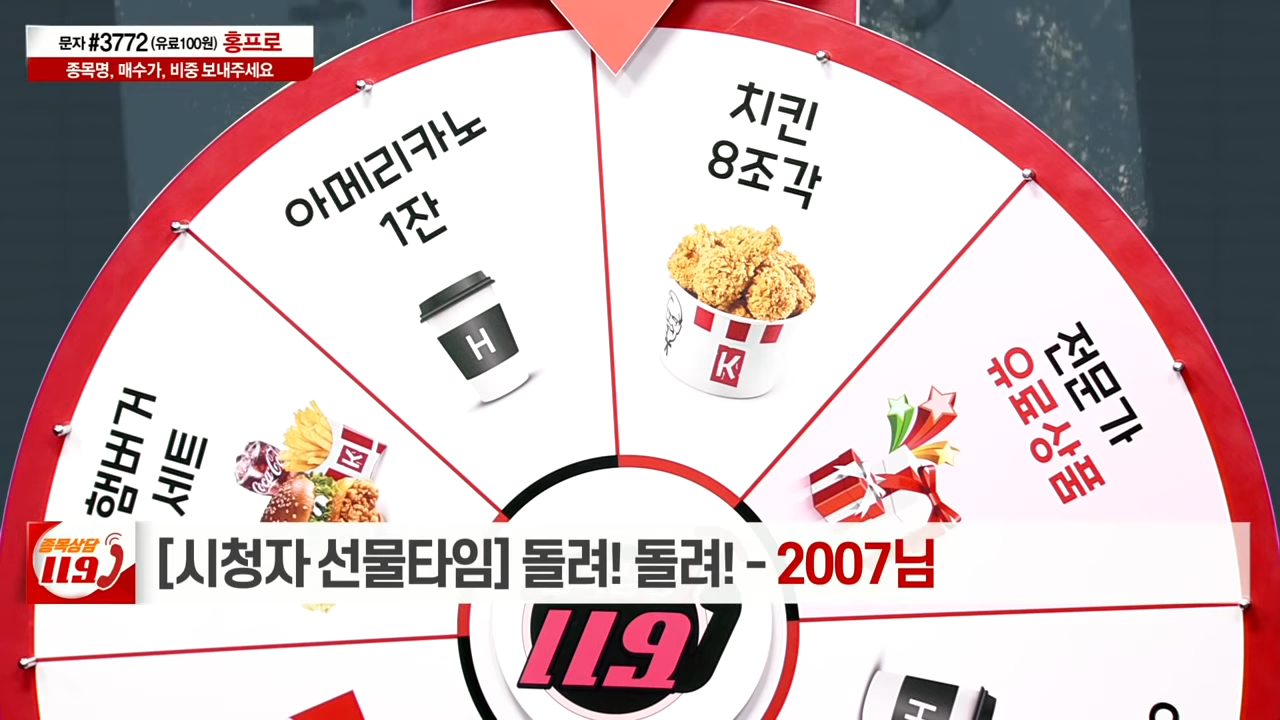 문자 #3772 (유료100원) 홍프로
종목명, 매수가, 비중 보내주세요
아메리카노
1잔
H
치킨
8조각
K
전문가
유료상품
햄버거
세트
Coca-Cola
K
종목상담
119
[시청자 선물타임] 돌려! 돌려! - 2007님
119
H